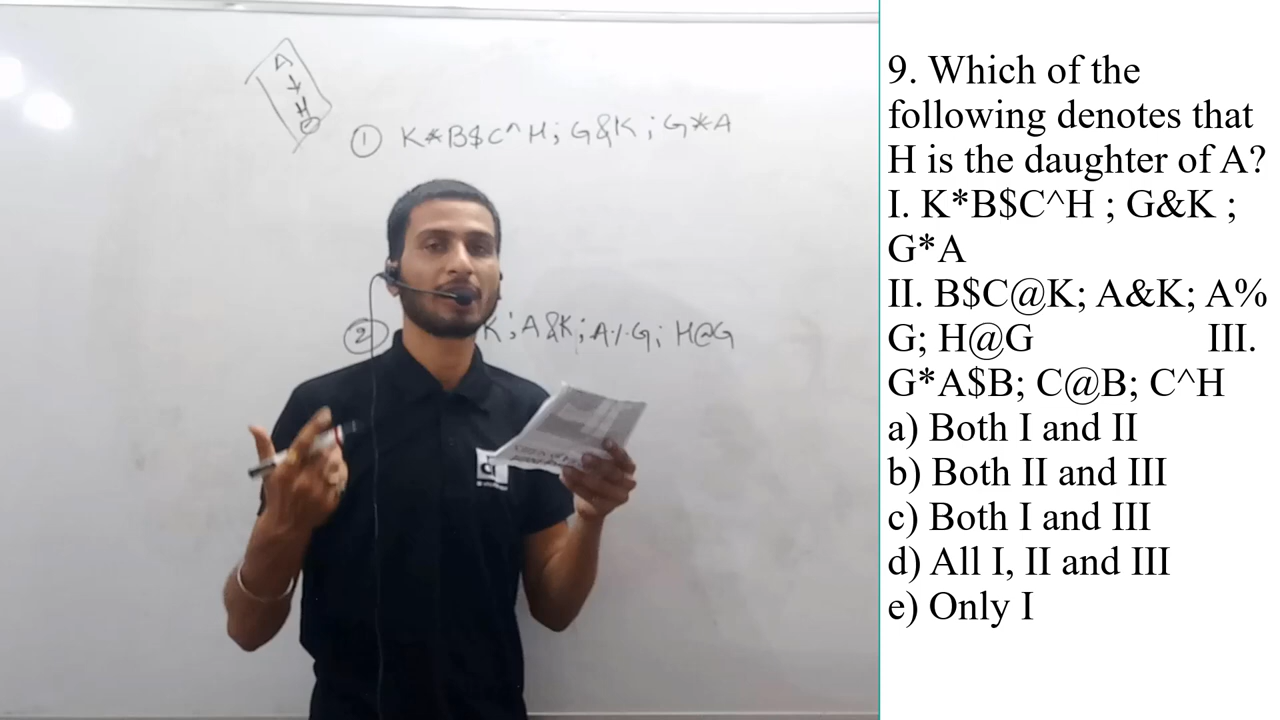 A
↓
H
① K*B$C^H; G&K; G*A
② K; A&K; A%G; H@G
9. Which of the
following denotes that
H is the daughter of A?
I. K*B$C^H ; G&K ;
G*A
II. B$C@K; A&K; A%
G; H@G III.
G*A$B; C@B; C^H
a) Both I and II
b) Both II and III
c) Both I and III
d) All I, II and III
e) Only I